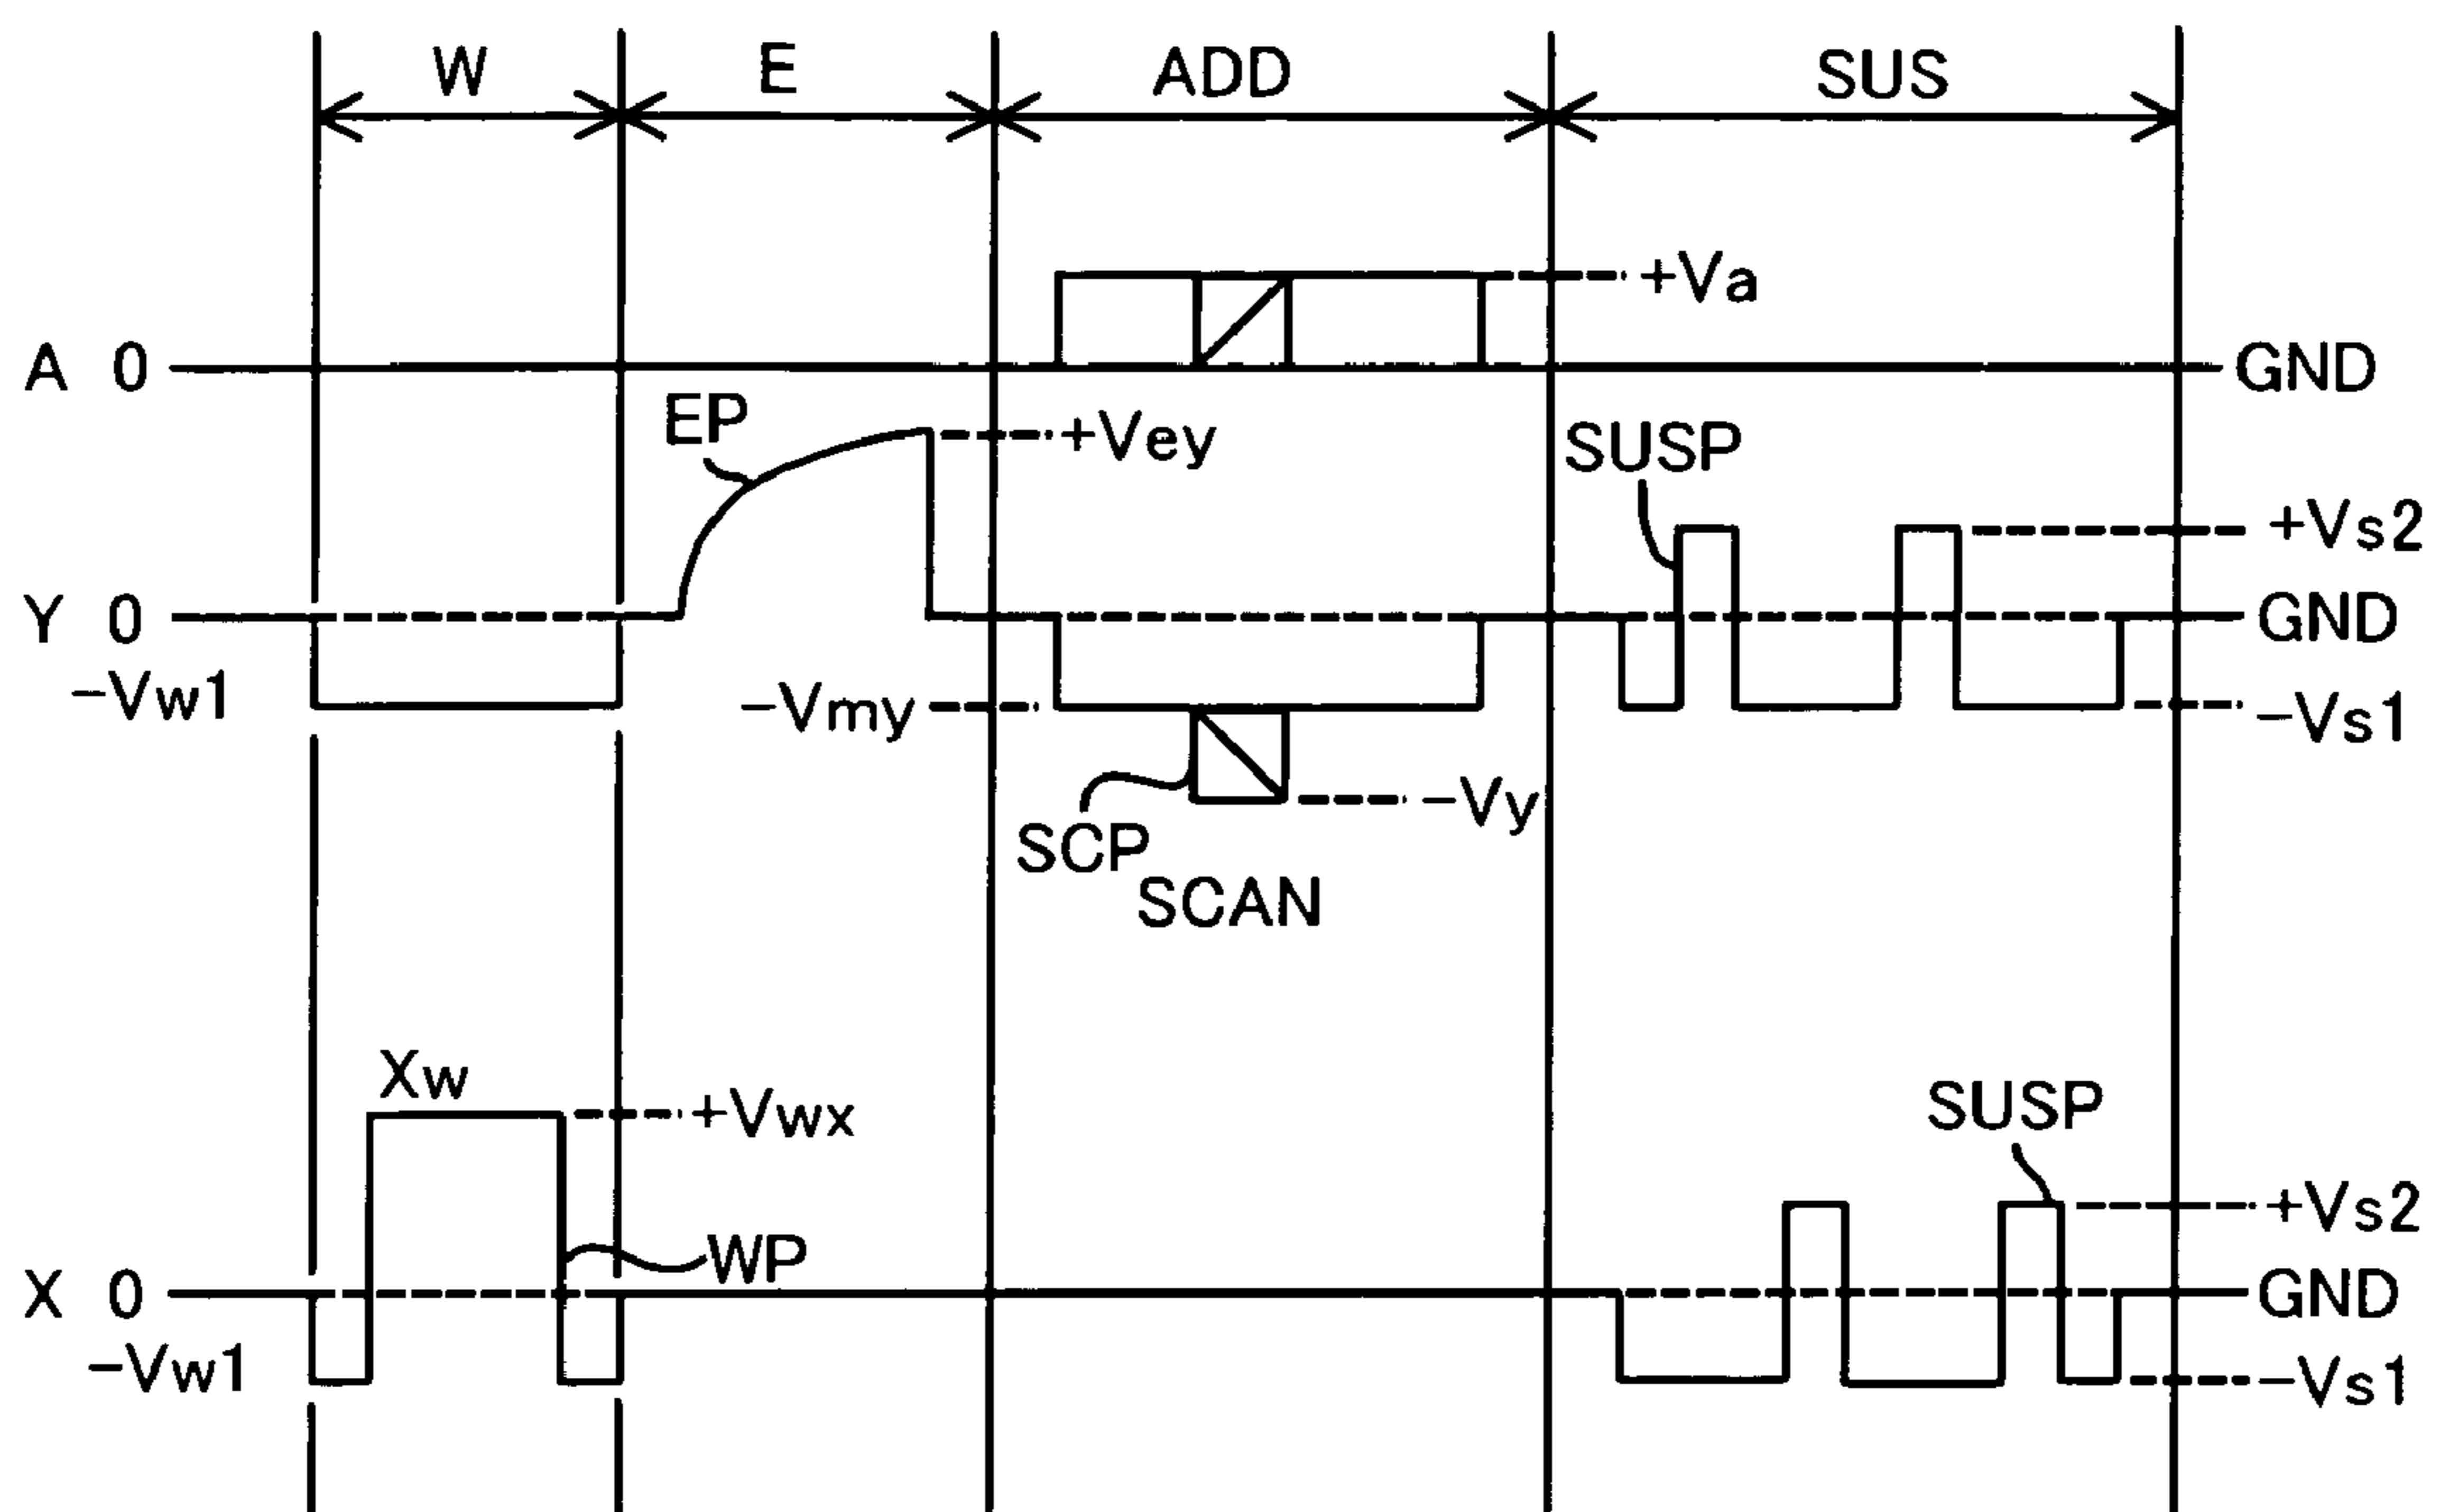 W E ADD SUS
+Va
A 0 GND
EP +Vey SUSP
+Vs2
Y 0 GND
-Vw1 -Vmy -Vs1
-Vy
SCP
SCAN
Xw +Vwx SUSP
+Vs2
WP
X 0 GND
-Vw1 -Vs1